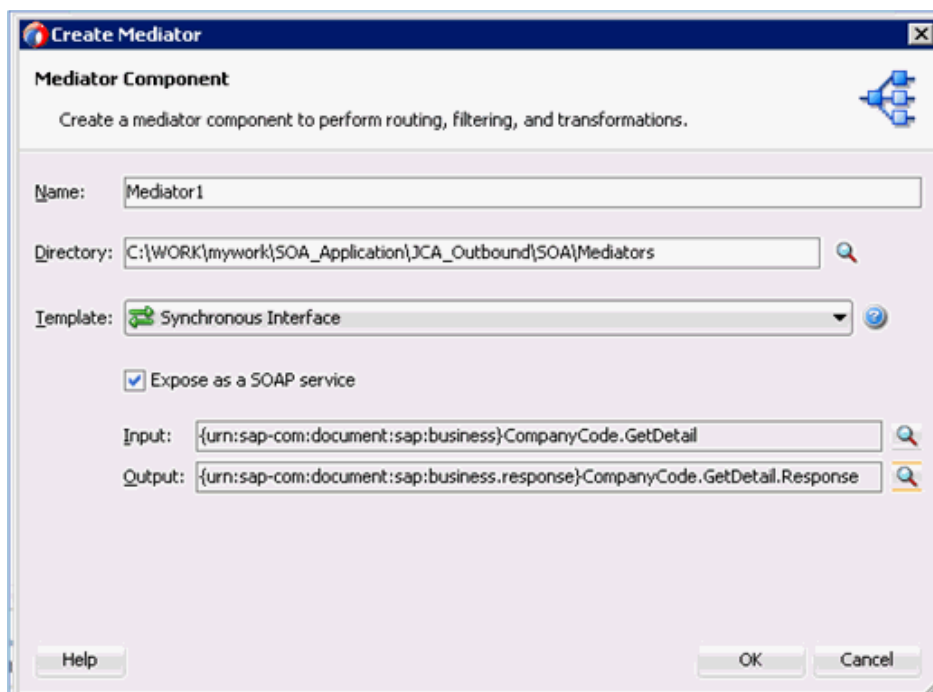 Create Mediator
Mediator Component
Create a mediator component to perform routing, filtering, and transformations.
Name: Mediator1
Directory: C:\WORK\mywork\SOA_Application\JCA_Outbound\SOA\Mediators
Template: Synchronous Interface
Expose as a SOAP service
Input: {urn:sap-com:document:sap:business}CompanyCode.GetDetail
Output: {urn:sap-com:document:sap:business.response}CompanyCode.GetDetail.Response
Help OK Cancel